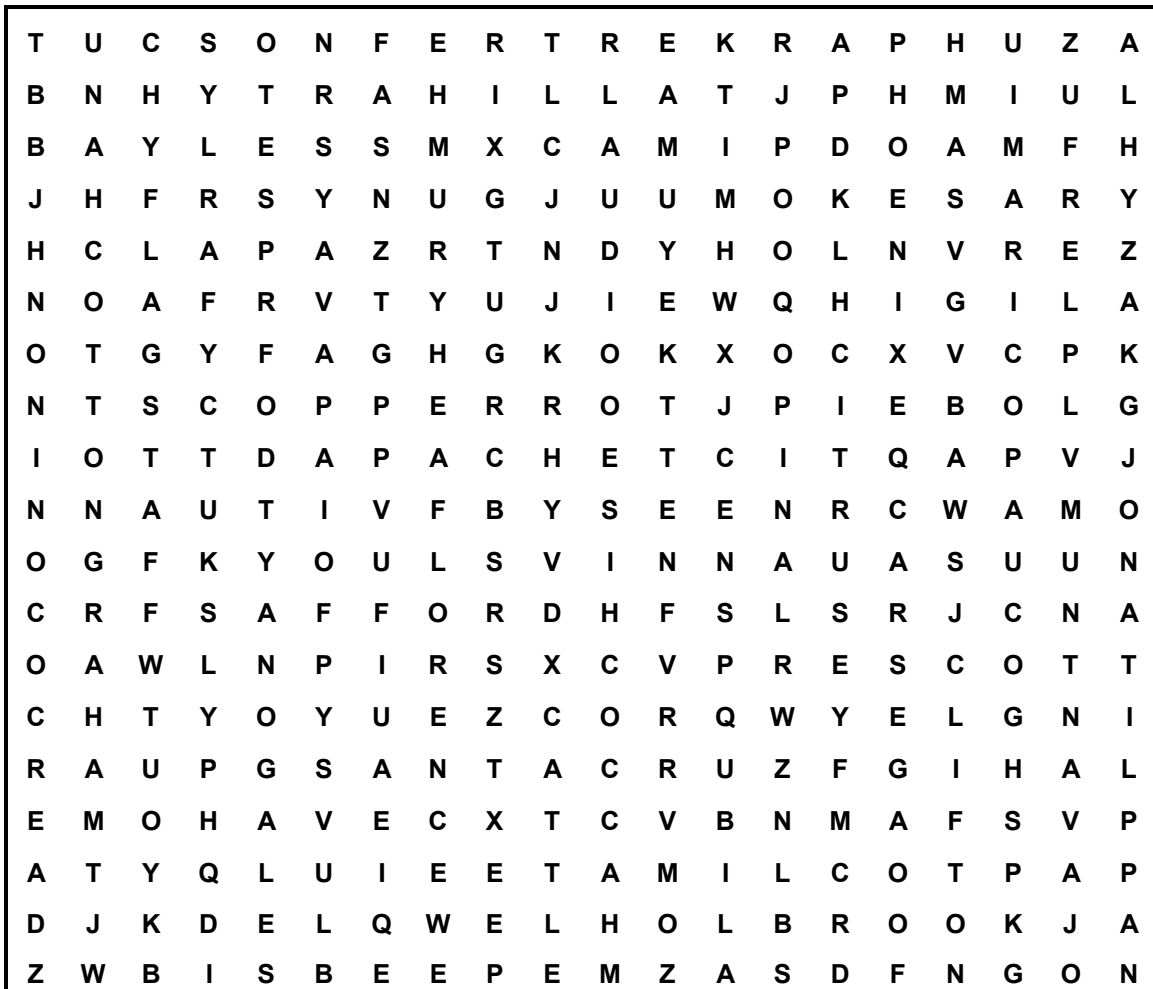 T U C S O N F E R T R E K R A P H U Z A
B N H Y T R A H I L L A T J P H M I U L
B A Y L E S S M X C A M I P D O A M F H
J H F R S Y N U G J U U M O K E S A R Y
H C L A P A Z R T N D Y H O L N V R E Z
N O A F R V T Y U J I E W Q H I G I L A
O T G Y F A G H G K O K X O C X V C P K
N T S C O P P E R R O T J P I E B O L G
I O T T D A P A C H E T C I T Q A P V J
N N A U T I V F B Y S E E N R C W A M O
O G F K Y O U L S V I N N A U A S U U N
C R F S A F F O R D H F S L S R J C N A
O A W L N P I R S X C V P R E S C O T T
C H T Y O Y U E Z C O R Q W Y E L G N I
R A U P G S A N T A C R U Z F G I H A L
E M O H A V E C X T C V B N M A F S V P
A T Y Q L U I E E T A M I L C O T P A P
D J K D E L Q W E L H O L B R O O K J A
Z W B I S B E E P E M Z A S D F N G O N